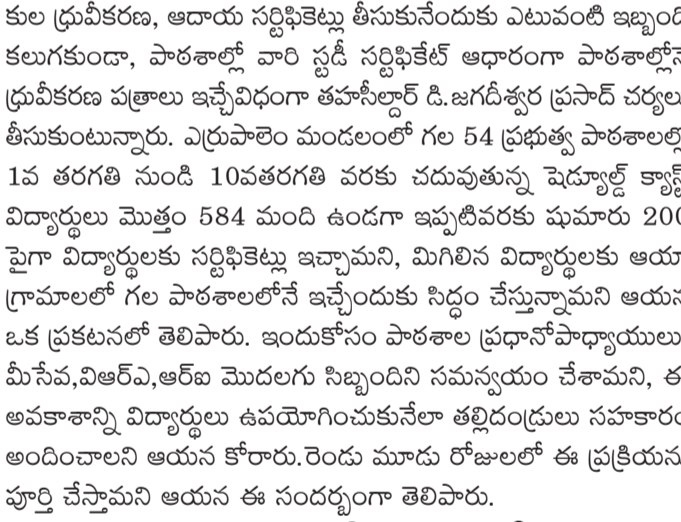 కుల ధ్రువీకరణ, ఆదాయ సర్టిఫికెట్లు తీసుకునేందుకు ఎటువంటి ఇబ్బంది
కలుగకుండా, పాఠశాల్లో వారి స్టడీ సర్టిఫికేట్ ఆధారంగా పాఠశాల్లోనే
ధ్రువీకరణ పత్రాలు ఇచ్చేవిధంగా తహసీల్దార్ డి.జగదీశ్వర ప్రసాద్ చర్యలు
తీసుకుంటున్నారు. ఎర్రుపాలెం మండలంలో గల 54 ప్రభుత్వ పాఠశాలల్లో
1వ తరగతి నుండి 10వతరగతి వరకు చదువుతున్న షెడ్యూల్డ్ క్యాస్ట్
విద్యార్థులు మొత్తం 584 మంది ఉండగా ఇప్పటివరకు షుమారు 200
పైగా విద్యార్థులకు సర్టిఫికెట్లు ఇచ్చామని, మిగిలిన విద్యార్థులకు ఆయా
గ్రామాలలో గల పాఠశాలలోనే ఇచ్చేందుకు సిద్ధం చేస్తున్నామని ఆయన
ఒక ప్రకటనలో తెలిపారు. ఇందుకోసం పాఠశాల ప్రధానోపాధ్యాయులు
మీసేవ,విఆర్ఎ,ఆర్ఐ మొదలగు సిబ్బందిని సమన్వయం చేశామని, ఈ
అవకాశాన్ని విద్యార్థులు ఉపయోగించుకునేలా తల్లిదండ్రులు సహకారం
అందించాలని ఆయన కోరారు.రెండు మూడు రోజులలో ఈ ప్రక్రియను
పూర్తి చేస్తామని ఆయన ఈ సందర్భంగా తెలిపారు.